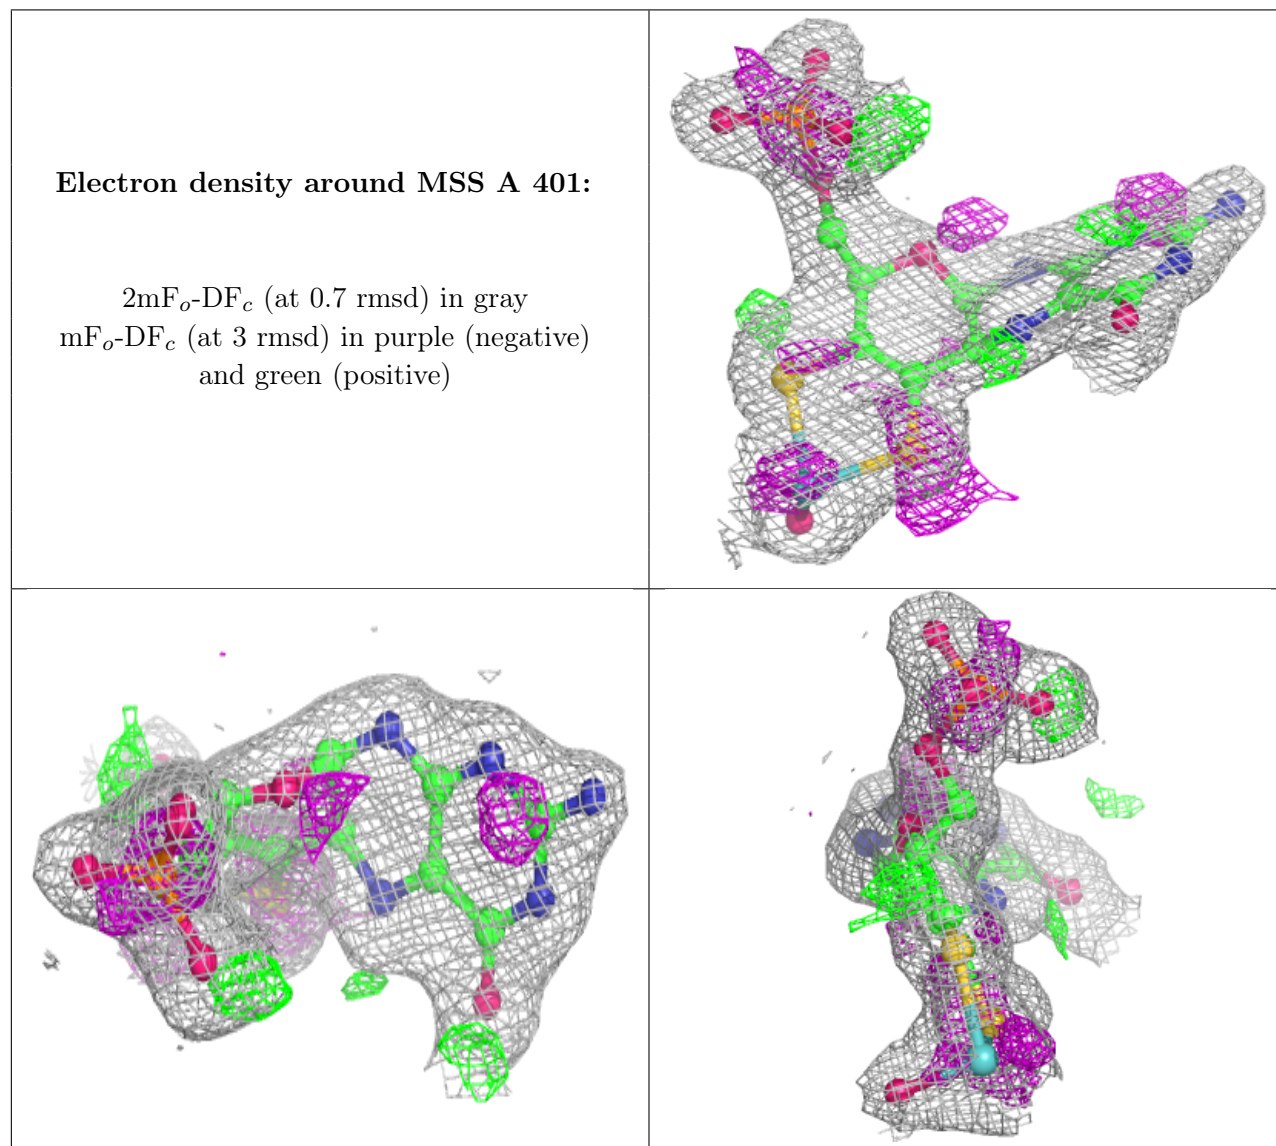 Electron density around MSS A 401:
2mFo-DFc (at 0.7 rmsd) in gray
mFo-DFc (at 3 rmsd) in purple (negative)
and green (positive)